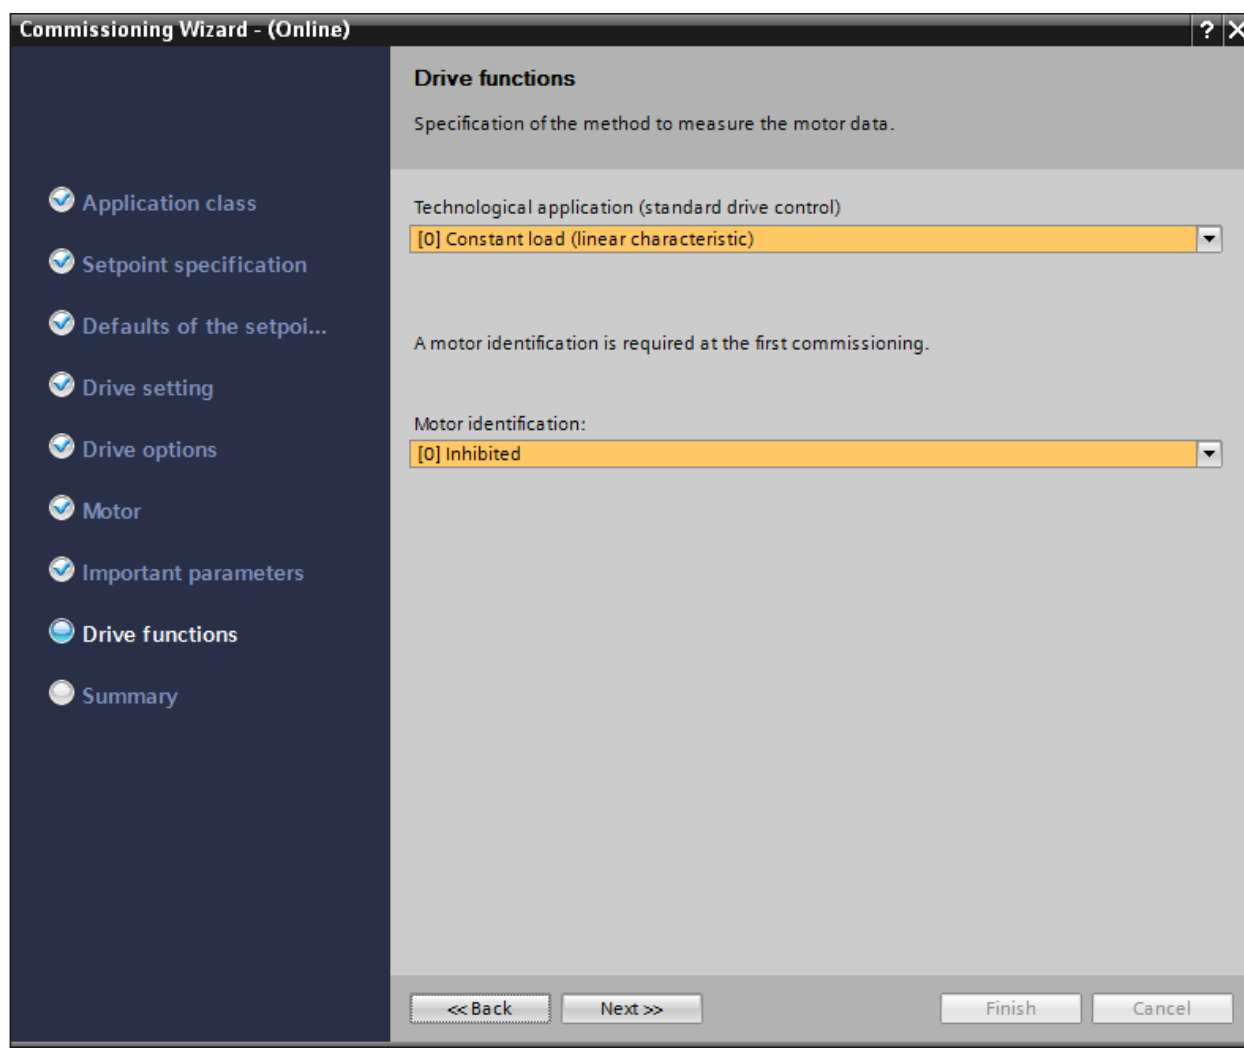 Commissioning Wizard - (Online)
? X
Drive functions
Specification of the method to measure the motor data.
Application class
Setpoint specification
Defaults of the setpoi...
Drive setting
Drive options
Motor
Important parameters
Drive functions
Summary
Technological application (standard drive control)
[0] Constant load (linear characteristic)
A motor identification is required at the first commissioning.
Motor identification:
[0] Inhibited
<< Back
Next >>
Finish
Cancel